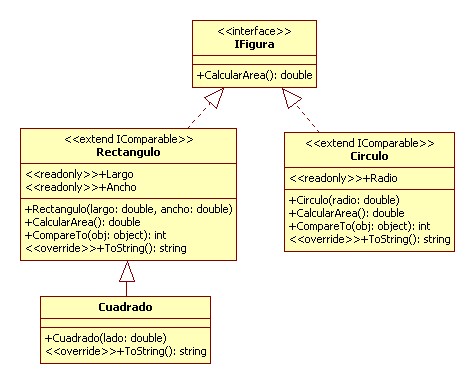 <<interface>>
IFigura
+CalcularArea(): double
<<extend IComparable>>
Rectangulo
<<readonly>>+Largo
<<readonly>>+Ancho
+Rectangulo(largo: double, ancho: double)
+CalcularArea(): double
+CompareTo(obj: object): int
<<override>>+ToString(): string
<<extend IComparable>>
Circulo
<<readonly>>+Radio
+Circulo(radio: double)
+CalcularArea(): double
+CompareTo(obj: object): int
<<override>>+ToString(): string
Cuadrado
+Cuadrado(lado: double)
<<override>>+ToString(): string